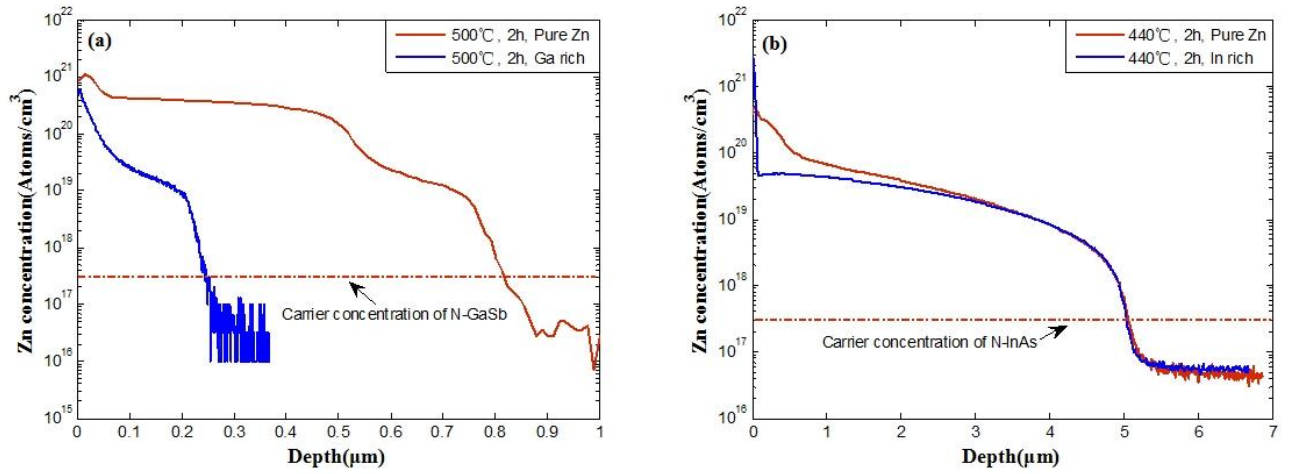 (a)
500℃, 2h, Pure Zn
500℃, 2h, Ga rich
Zn concentration(Atoms/cm³)
10²²
10²¹
10²⁰
10¹⁹
10¹⁸
10¹⁷
10¹⁶
10¹⁵
Carrier concentration of N-GaSb
0 0.1 0.2 0.3 0.4 0.5 0.6 0.7 0.8 0.9 1
Depth(μm)
(b)
440℃, 2h, Pure Zn
440℃, 2h, In rich
Zn concentration(Atoms/cm³)
10²²
10²¹
10²⁰
10¹⁹
10¹⁸
10¹⁷
10¹⁶
Carrier concentration of N-InAs
0 1 2 3 4 5 6 7
Depth(μm)